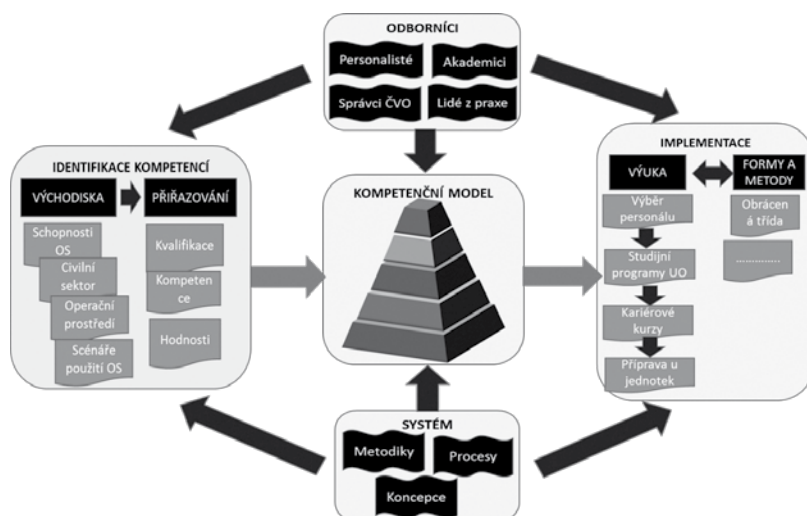 ODBORNÍCI
Personalisté
Akademici
Správci ČVO
Lidé z praxe
IDENTIFIKACE KOMPETENCÍ
VÝCHODISKA
PŘIŘAZOVÁNÍ
Schopnosti
OS
Civilní
sektor
Operační
prostředí
Scénáře
použití OS
Kvalifikace
Kompeten
ce
Hodnosti
KOMPETENČNÍ MODEL
IMPLEMENTACE
VÝUKA
FORMY A
METODY
Výběr
personálu
Studijní
programy UO
Kariérové
kurzy
Příprava u
jednotek
Obrácen
á třída
..............
SYSTÉM
Metodiky
Procesy
Koncepce